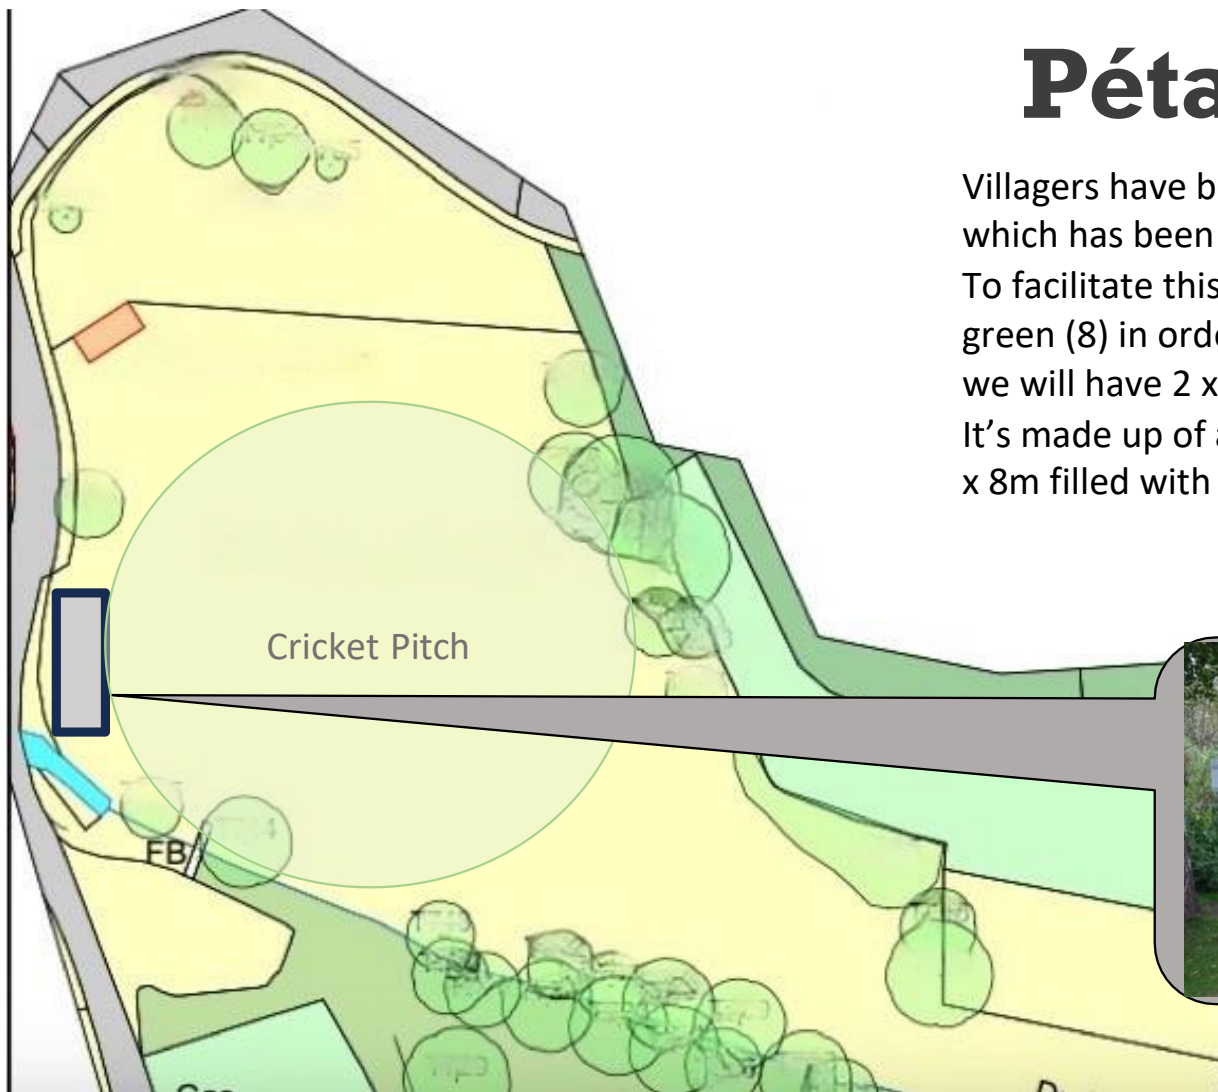 Péta
Villagers have b
which has been
To facilitate this
green (8) in orde
we will have 2 x
It’s made up of a
x 8m filled with
Cricket Pitch
FB